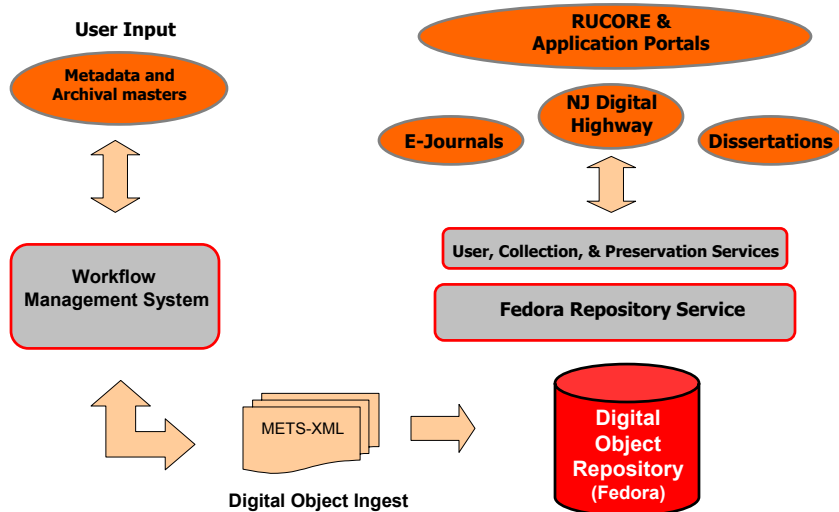 User Input
Metadata and
Archival masters
RUCORE &
Application Portals
NJ Digital
Highway
E-Journals
Dissertations
Workflow
Management System
User, Collection, & Preservation Services
Fedora Repository Service
METS-XML
Digital Object Ingest
Digital
Object
Repository
(Fedora)